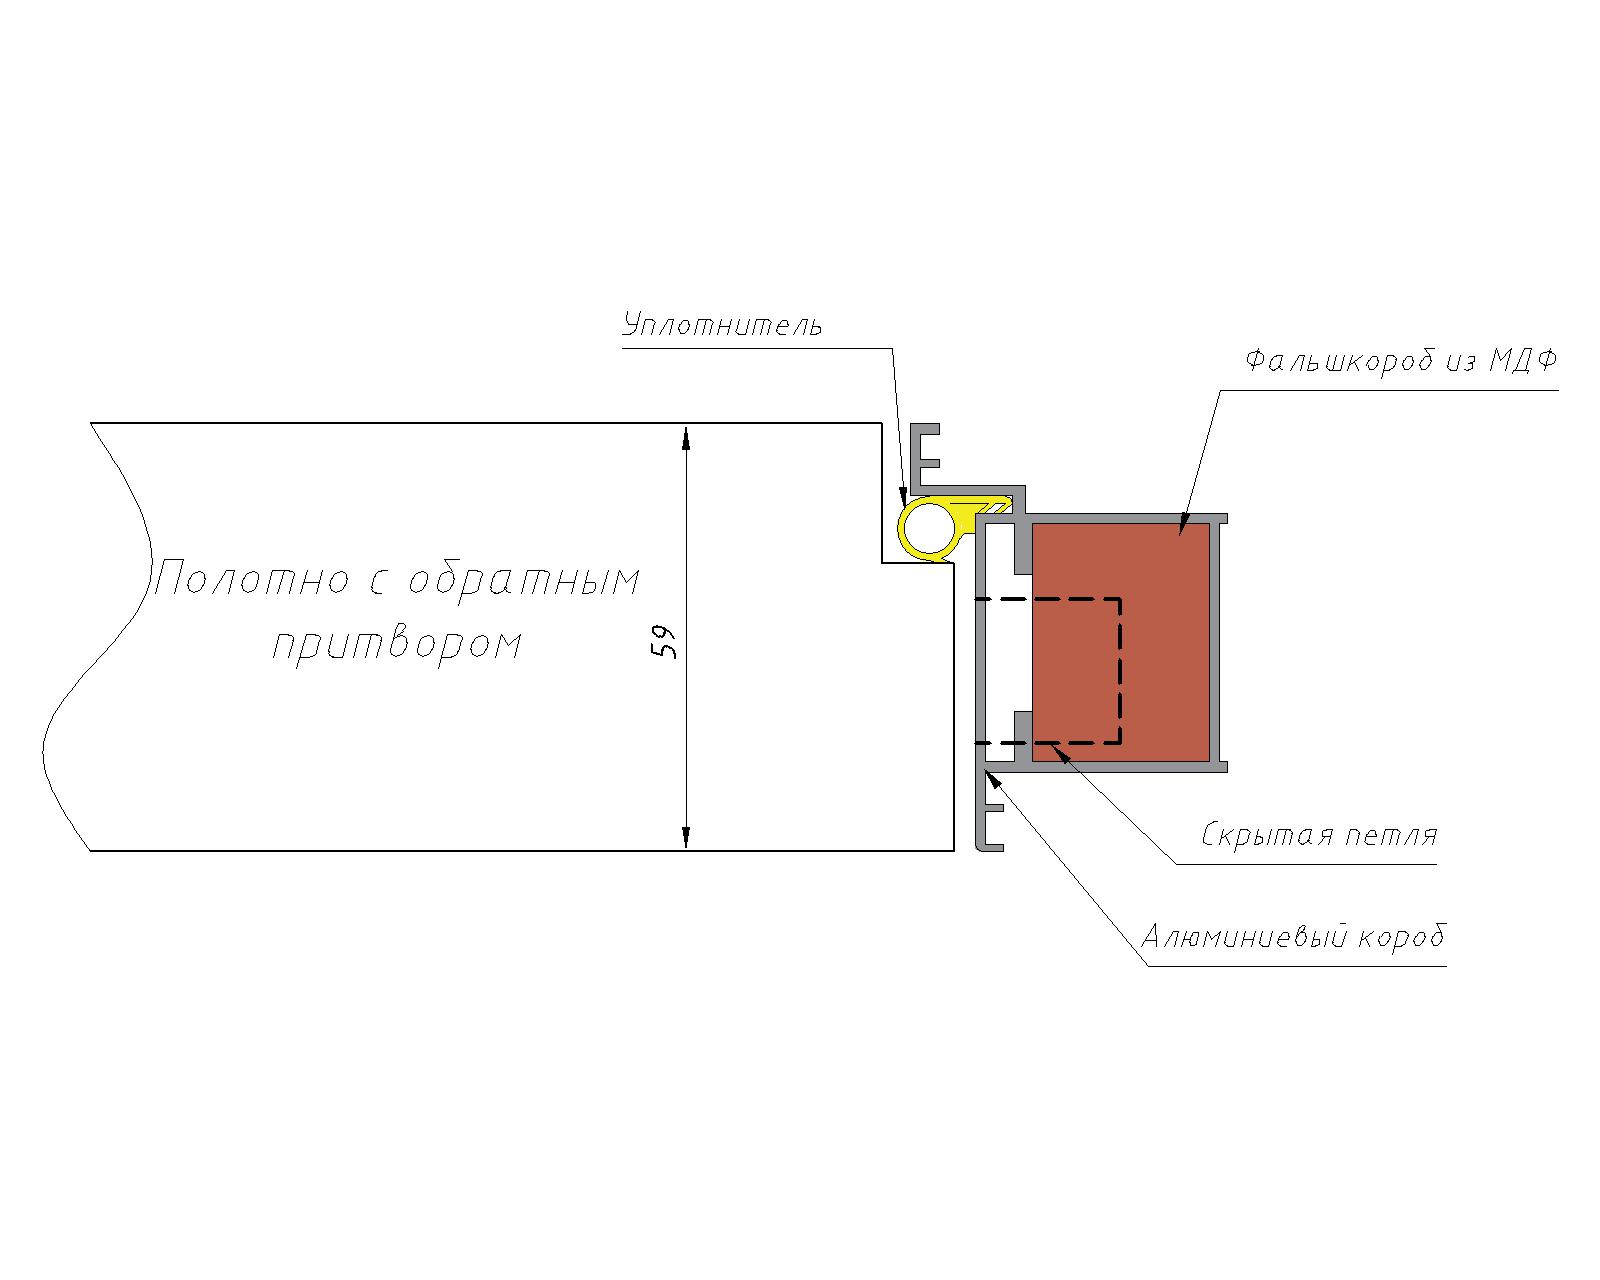 Уплотнитель
Фальшкороб из МДФ
Полотно с обратным
притвором
59
Скрытая петля
Алюминиевый короб